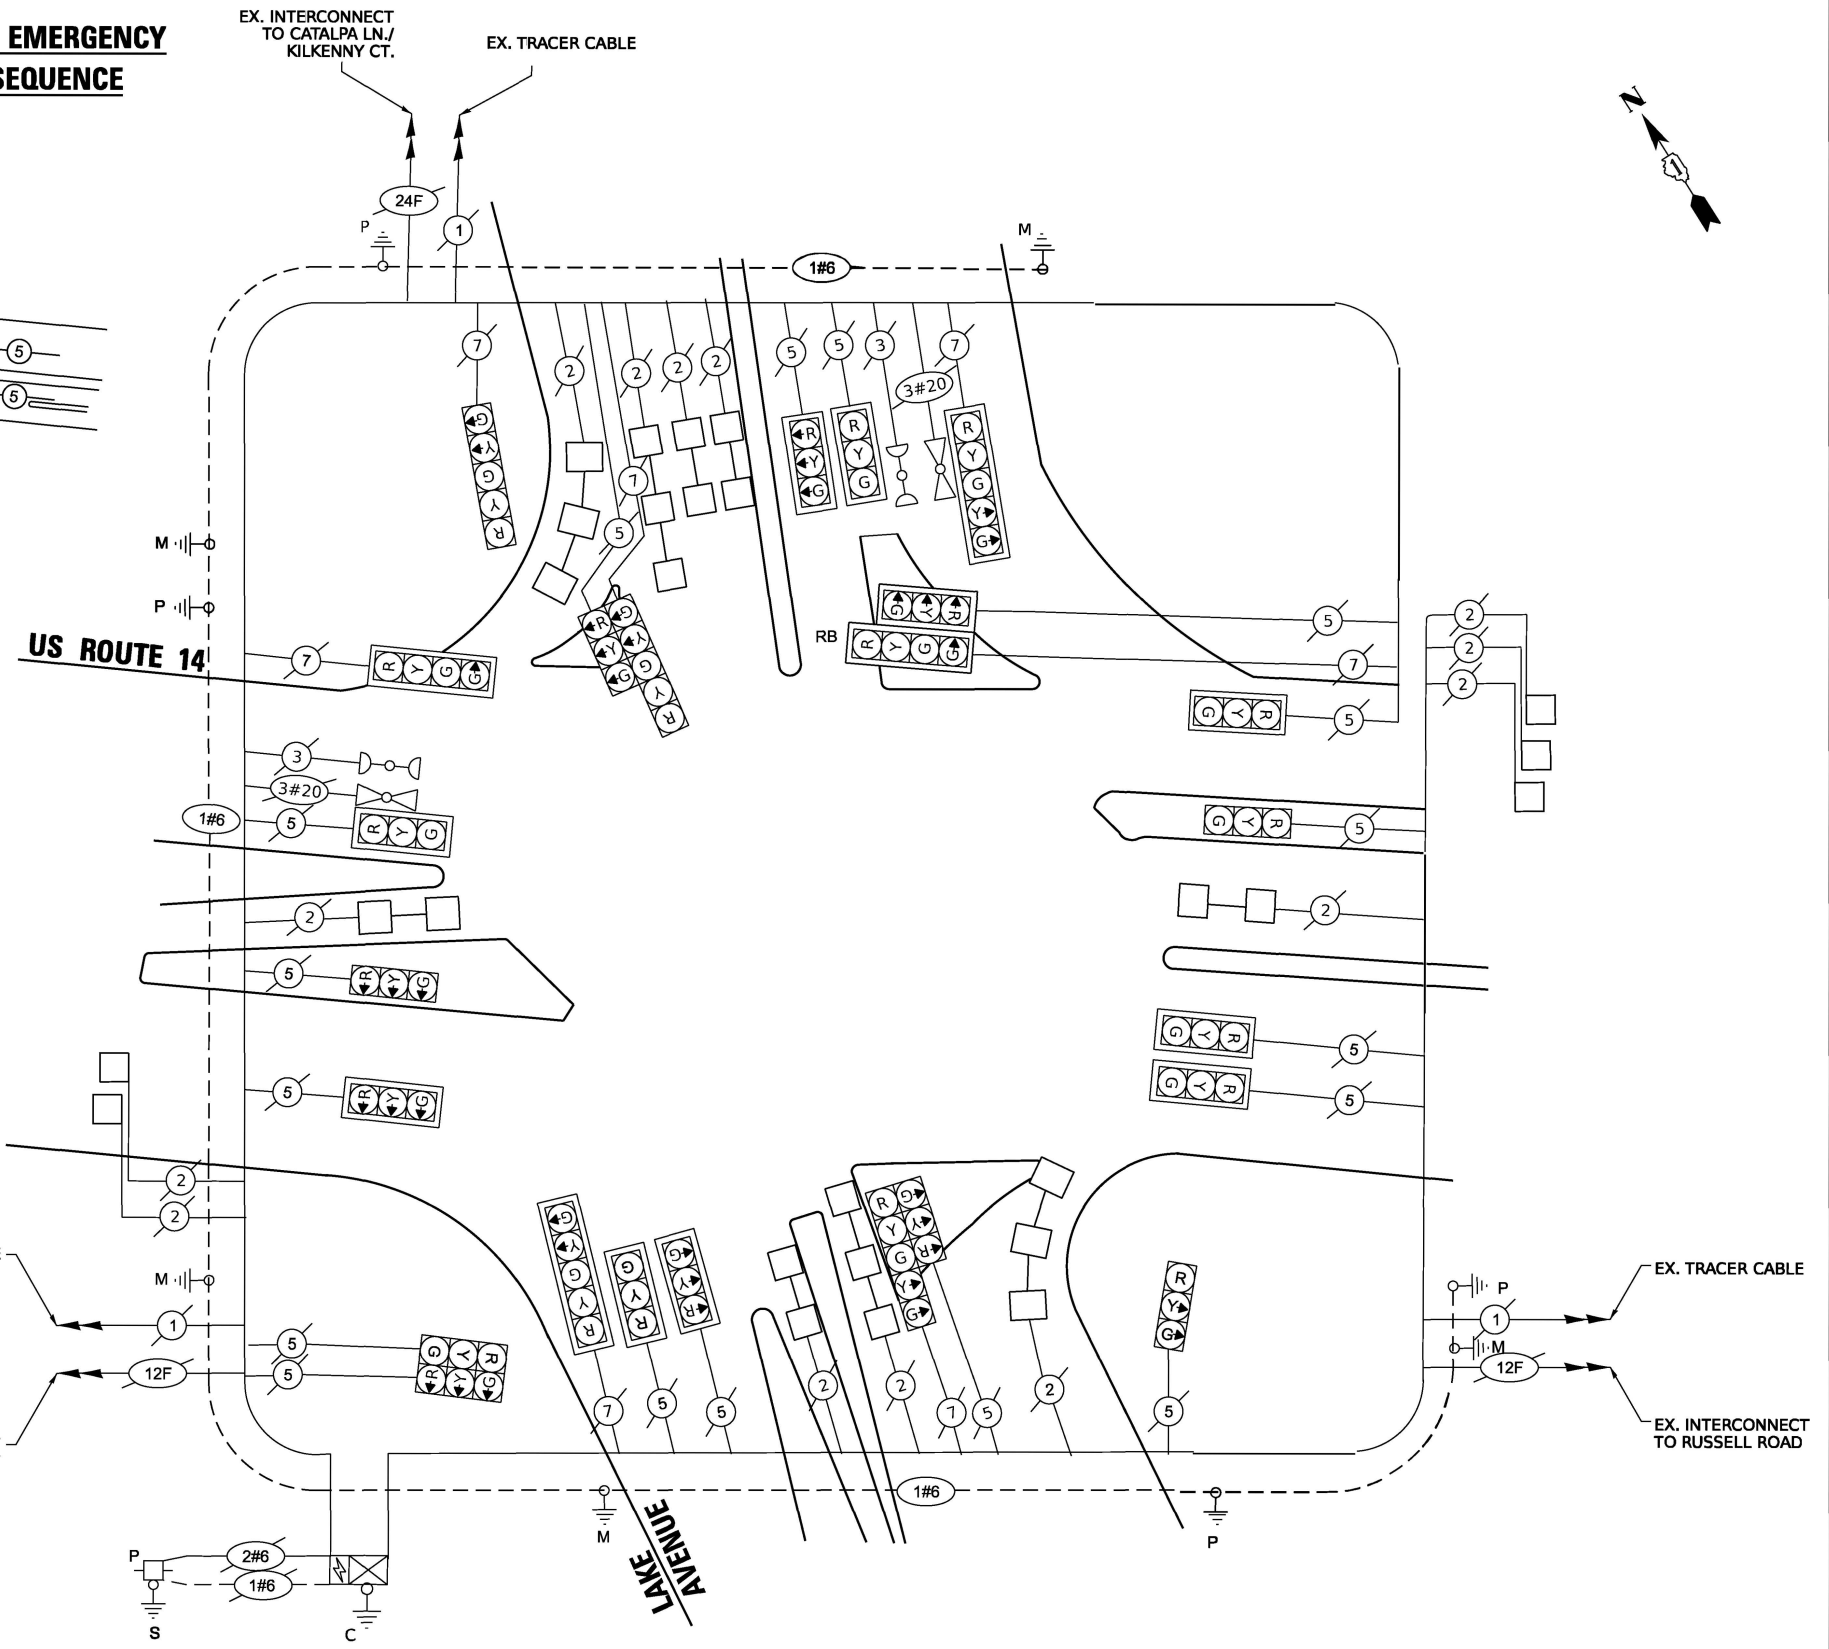 EMERGENCY
SEQUENCE
EX. INTERCONNECT
TO CATALPA LN./
KILKENNY CT.
EX. TRACER CABLE
N
1
24F
1
P
M
1#6
5
5
7
2
2
2
2
5
5
3
7
3#20
G
Y
G
Y
R
R
Y
G
R
Y
G
R
Y
G
Y
G
7
5
M
P
US ROUTE 14
7
R
Y
G
G
R
Y
G
G
Y
G
Y
R
G
Y
R
5
RB
R
Y
G
G
7
2
2
2
G
Y
R
5
3
3#20
1#6
5
R
Y
G
G
Y
R
5
2
2
5
R
Y
G
G
Y
R
5
5
R
Y
G
G
Y
R
5
2
2
M
1
12F
5
5
G
Y
R
R
Y
G
G
Y
G
Y
R
G
Y
R
G
Y
R
7
5
5
R
Y
G
Y
G
G
Y
R
2
2
7
5
2
R
Y
G
5
P
1
M
12F
EX. TRACER CABLE
EX. INTERCONNECT
TO RUSSELL ROAD
1#6
M
P
LAKE
AVENUE
P
2#6
1#6
S
C